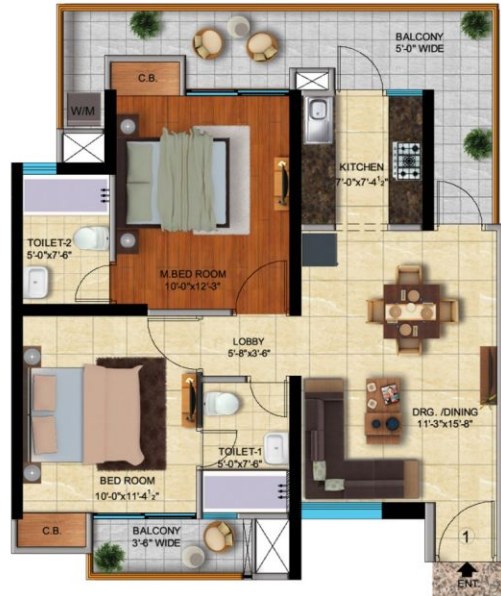 BALCONY
5'-0" WIDE
C.B.
W/M
KITCHEN
7'-0"x7'-4½"
TOILET-2
5'-0"x7'-6"
M.BED ROOM
10'-0"x12'-3"
LOBBY
5'-8"x3'-6"
DRG. /DINING
11'-3"x15'-8"
TOILET-1
5'-0"x7'-6"
BED ROOM
10'-0"x11'-4½"
C.B.
BALCONY
3'-6" WIDE
1
ENT.